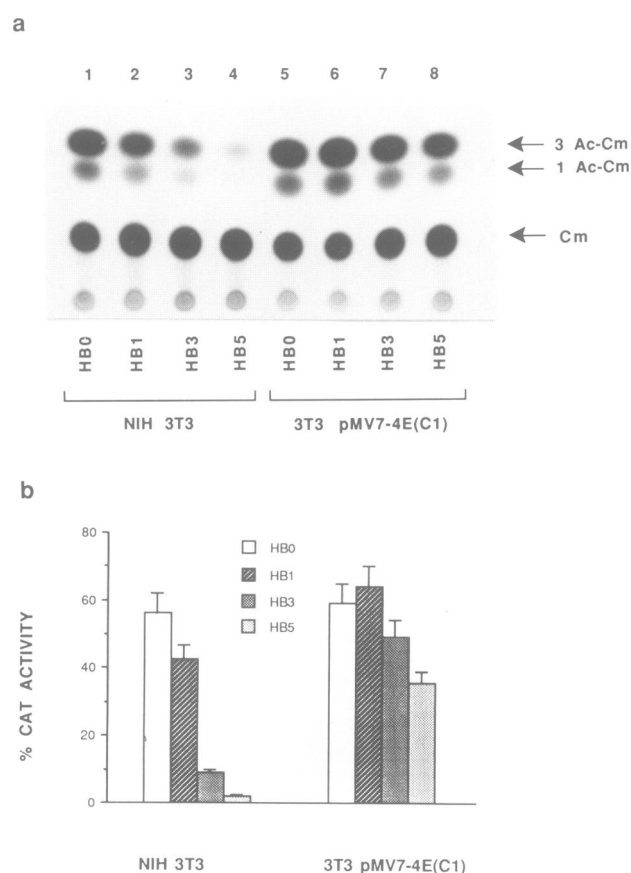 a
1 2 3 4 5 6 7 8
3 Ac-Cm
1 Ac-Cm
Cm
HB0 HB1 HB3 HB5 HB0 HB1 HB3 HB5
NIH 3T3 3T3 pMV7-4E(C1)
b
80
60
40
20
0
% CAT ACTIVITY
HB0
HB1
HB3
HB5
NIH 3T3 3T3 pMV7-4E(C1)